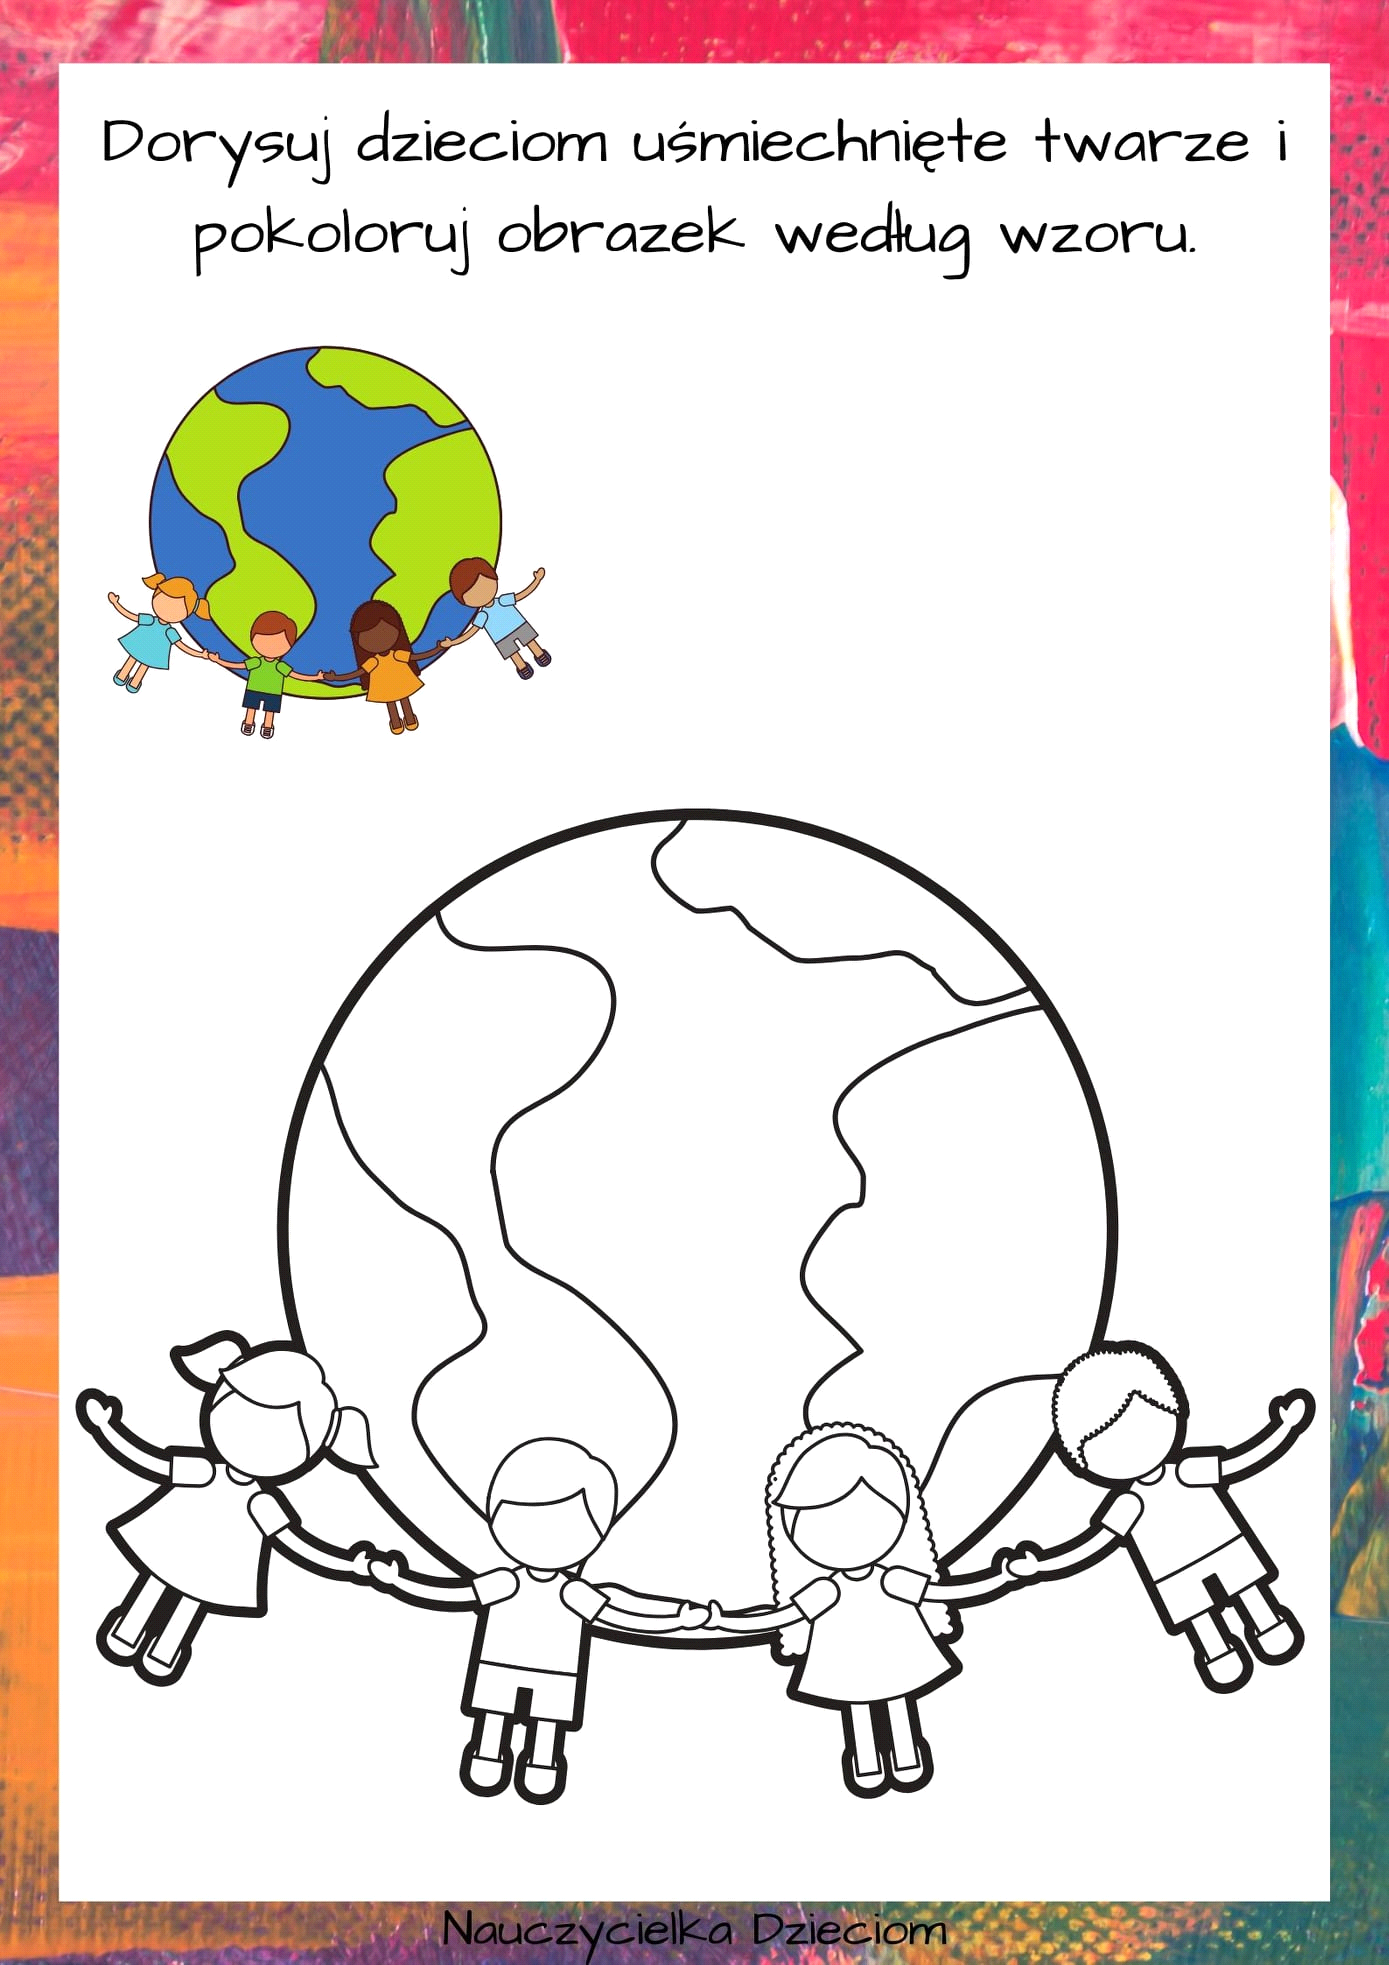 Dorysuj dzieciom uśmiechnięte twarze i
pokoloruj obrazek według wzoru.
Nauczycielka Dzieciom